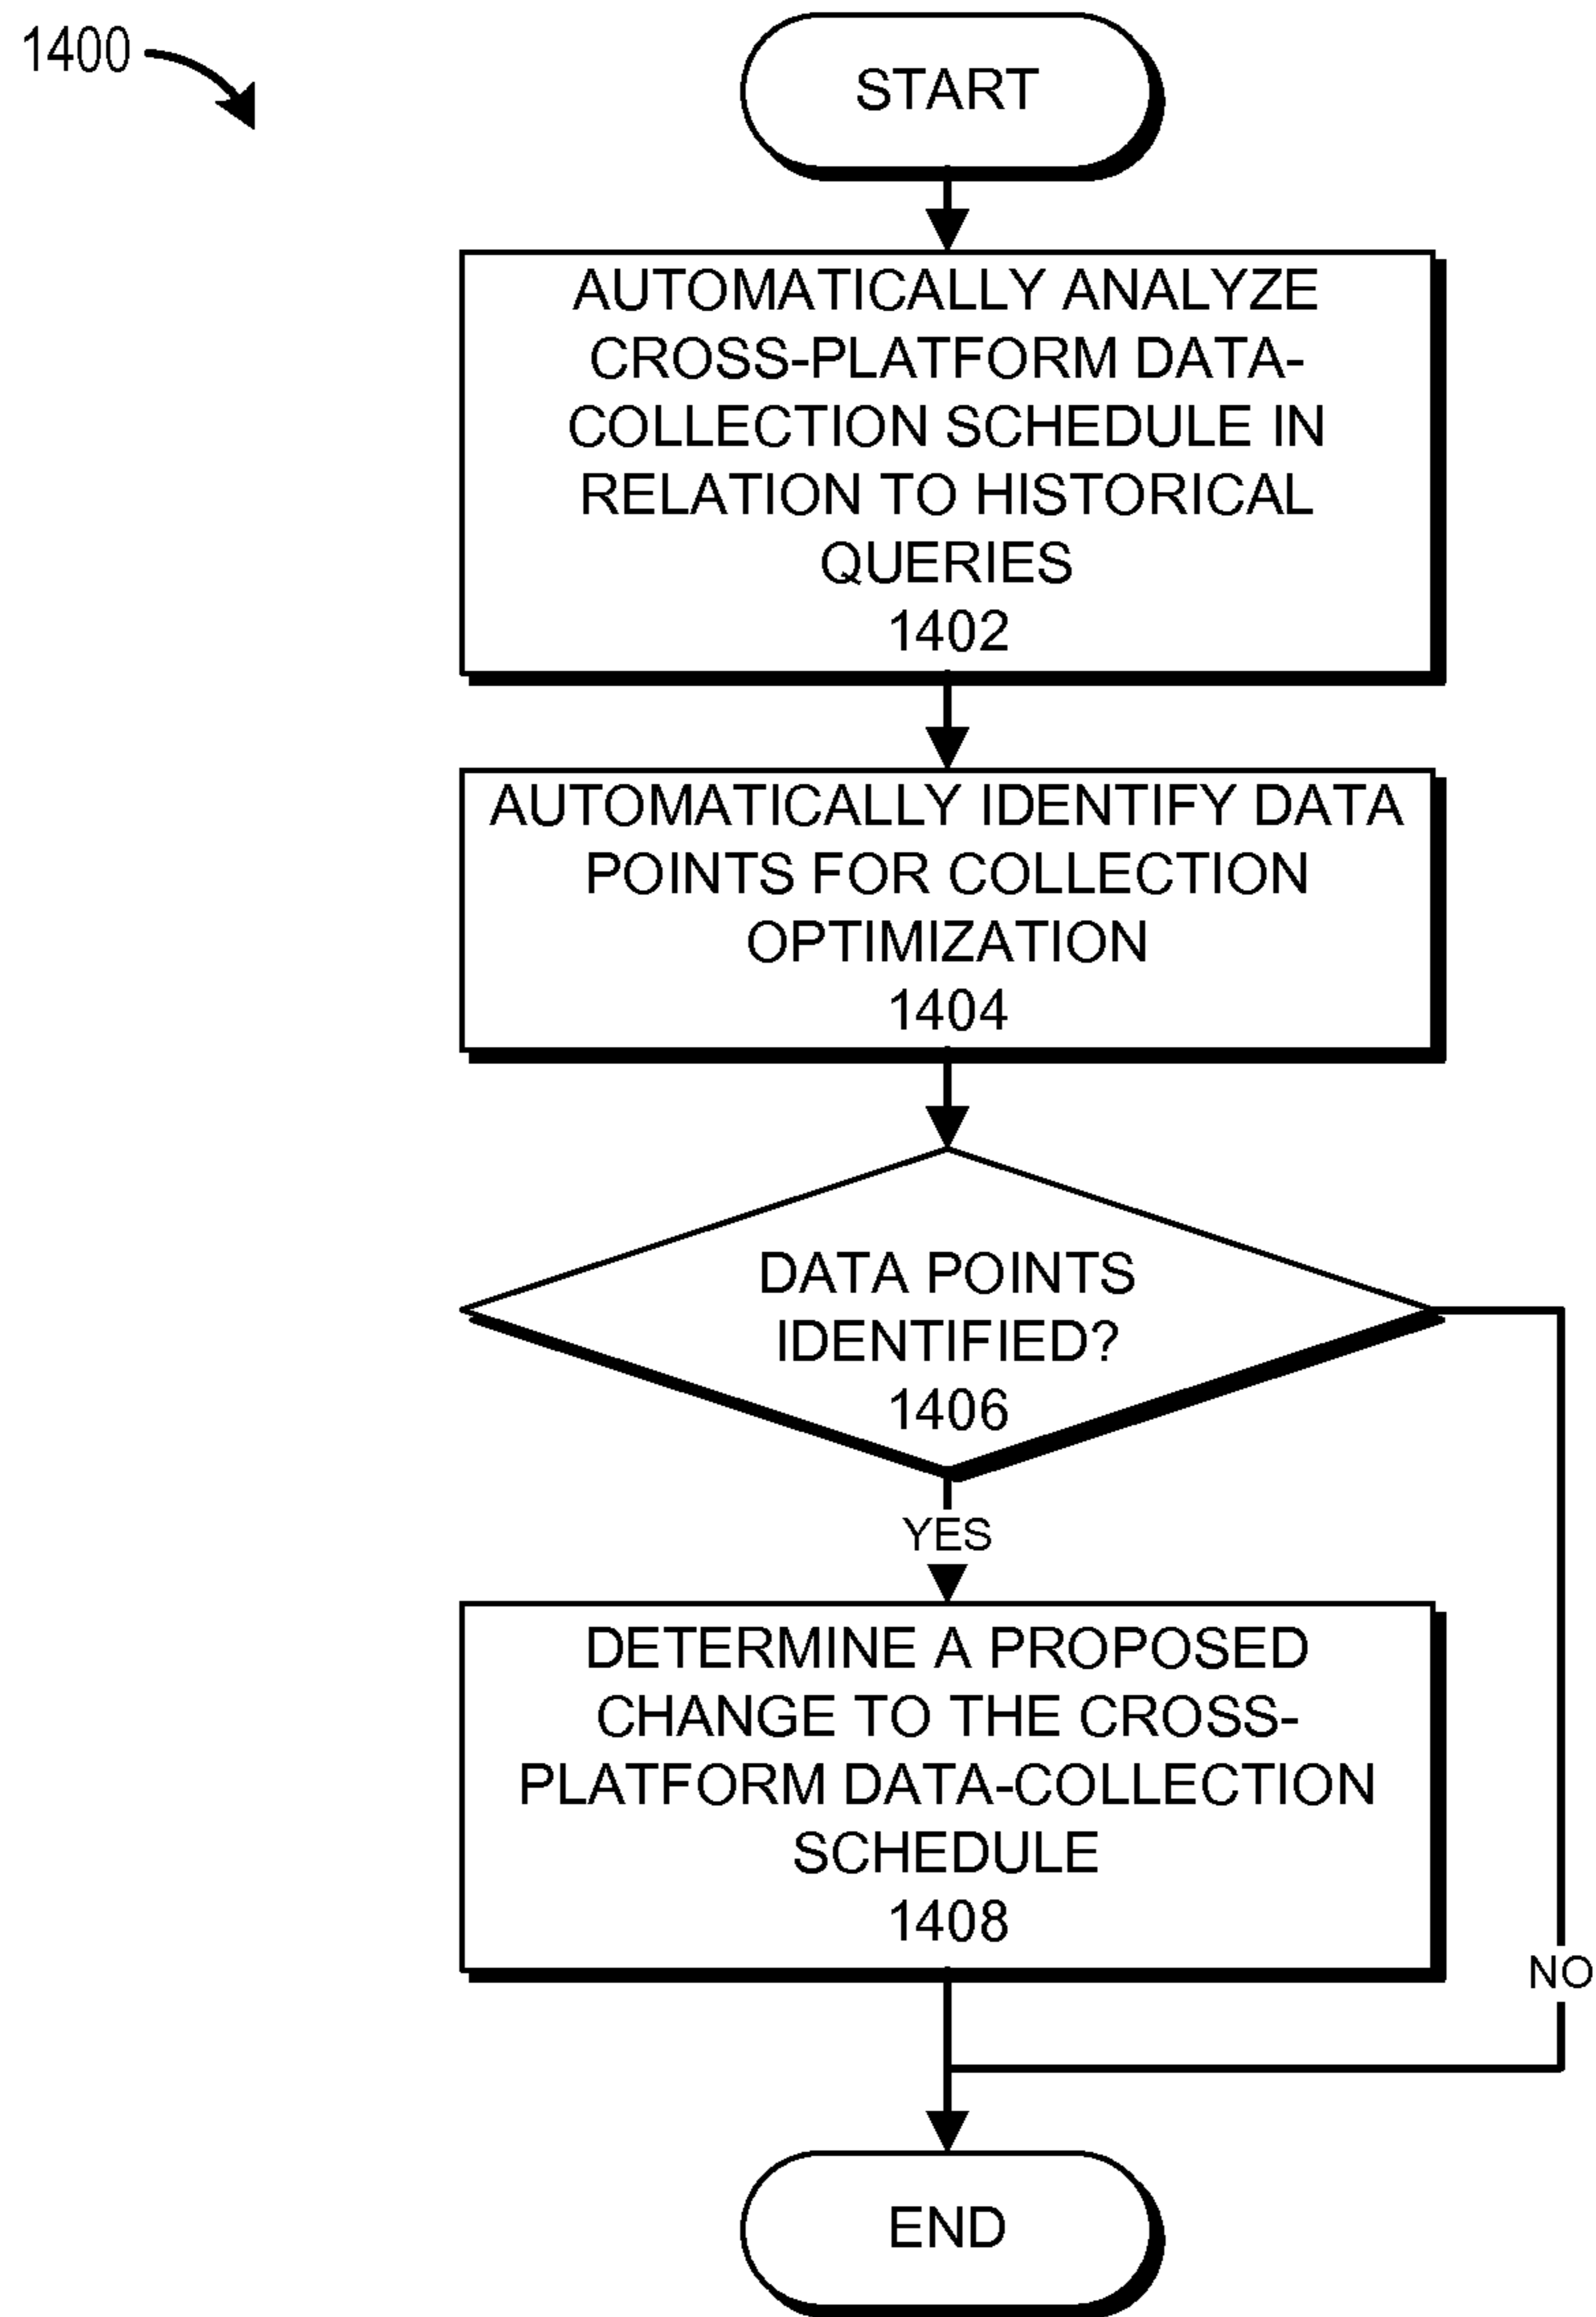 1400
START
AUTOMATICALLY ANALYZE
CROSS-PLATFORM DATA-
COLLECTION SCHEDULE IN
RELATION TO HISTORICAL
QUERIES
1402
AUTOMATICALLY IDENTIFY DATA
POINTS FOR COLLECTION
OPTIMIZATION
1404
DATA POINTS
IDENTIFIED?
1406
YES
DETERMINE A PROPOSED
CHANGE TO THE CROSS-
PLATFORM DATA-COLLECTION
SCHEDULE
1408
NO
END